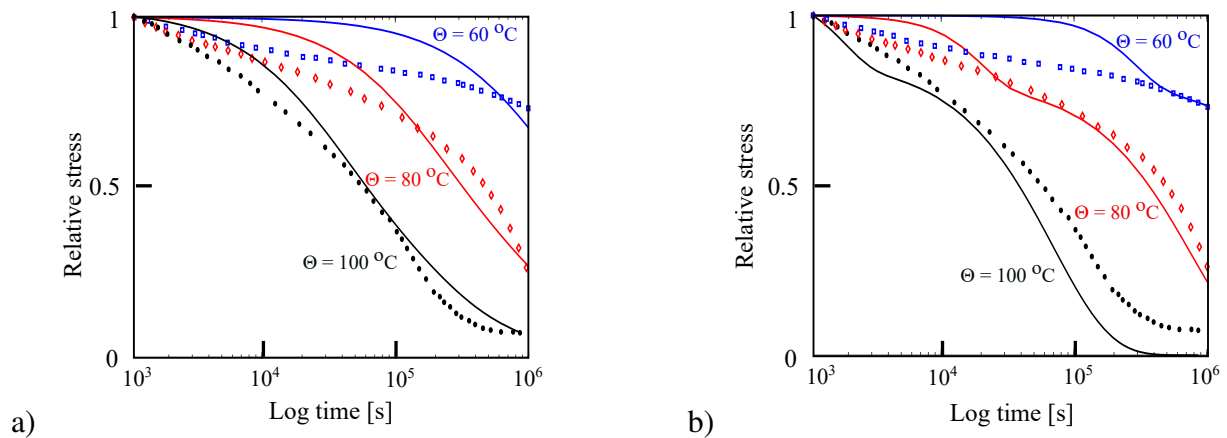 1
Θ = 60 °C
Relative stress
0.5
Θ = 80 °C
Θ = 100 °C
0
10³ 10⁴ 10⁵ 10⁶
Log time [s]
a)
1
Θ = 60 °C
Relative stress
0.5
Θ = 80 °C
Θ = 100 °C
0
10³ 10⁴ 10⁵ 10⁶
Log time [s]
b)